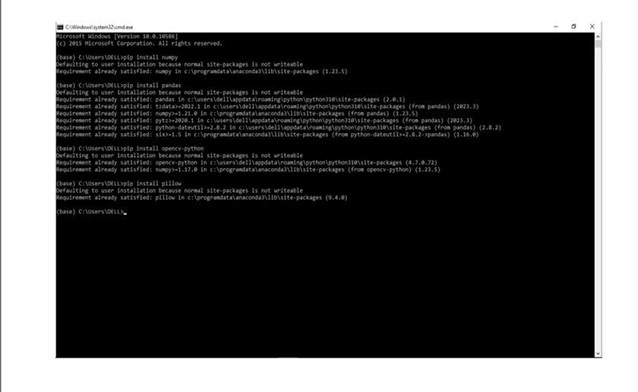 C:\Windows\system32\cmd.exe
Microsoft Windows [Version 10.0.10586]
(c) 2015 Microsoft Corporation. All rights reserved.
(base) C:\Users\DELL>pip install numpy
Defaulting to user installation because normal site-packages is not writeable
Requirement already satisfied: numpy in c:\programdata\anaconda3\lib\site-packages (1.23.5)
(base) C:\Users\DELL>pip install pandas
Defaulting to user installation because normal site-packages is not writeable
Requirement already satisfied: pandas in c:\users\dell\appdata\roaming\python\python310\site-packages (2.0.1)
Requirement already satisfied: tzdata>=2022.1 in c:\users\dell\appdata\roaming\python\python310\site-packages (from pandas) (2023.3)
Requirement already satisfied: numpy>=1.21.0 in c:\programdata\anaconda3\lib\site-packages (from pandas) (1.23.5)
Requirement already satisfied: pytz>=2020.1 in c:\users\dell\appdata\roaming\python\python310\site-packages (from pandas) (2023.3)
Requirement already satisfied: python-dateutil>=2.8.2 in c:\users\dell\appdata\roaming\python\python310\site-packages (from pandas) (2.8.2)
Requirement already satisfied: six>=1.5 in c:\programdata\anaconda3\lib\site-packages (from python-dateutil>=2.8.2->pandas) (1.16.0)
(base) C:\Users\DELL>pip install opencv-python
Defaulting to user installation because normal site-packages is not writeable
Requirement already satisfied: opencv-python in c:\users\dell\appdata\roaming\python\python310\site-packages (4.7.0.72)
Requirement already satisfied: numpy>=1.17.0 in c:\programdata\anaconda3\lib\site-packages (from opencv-python) (1.23.5)
(base) C:\Users\DELL>pip install pillow
Defaulting to user installation because normal site-packages is not writeable
Requirement already satisfied: pillow in c:\programdata\anaconda3\lib\site-packages (9.4.0)
(base) C:\Users\DELL>